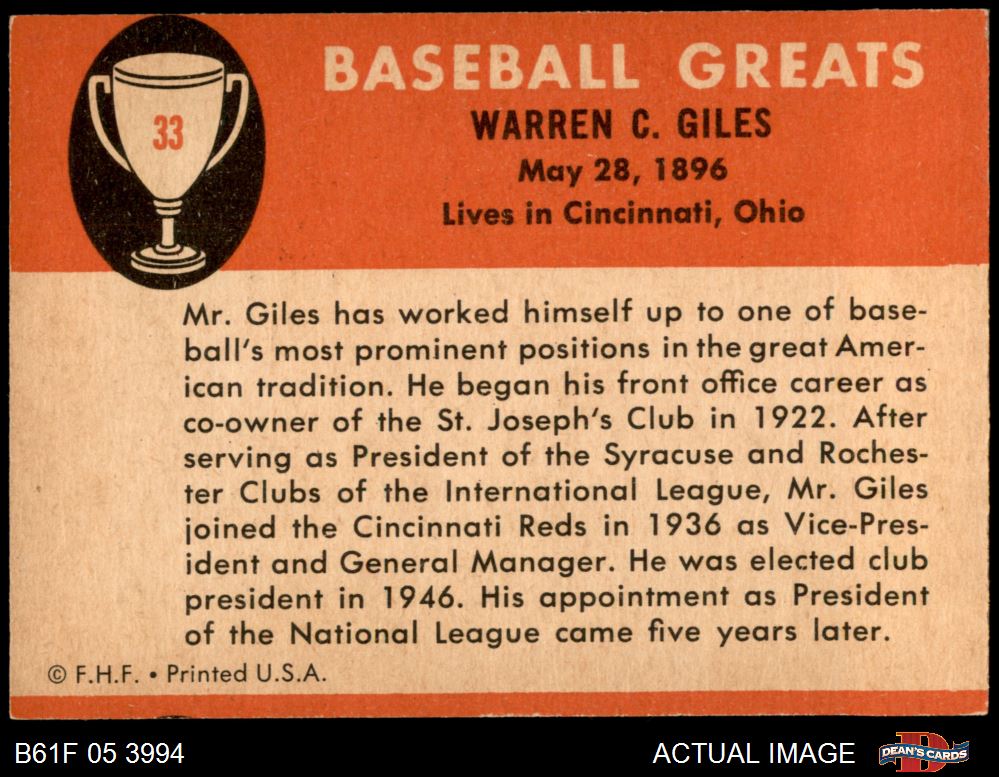 33
BASEBALL GREATS
WARREN C. GILES
May 28, 1896
Lives in Cincinnati, Ohio
Mr. Giles has worked himself up to one of base-
ball's most prominent positions in the great Amer-
ican tradition. He began his front office career as
co-owner of the St. Joseph's Club in 1922. After
serving as President of the Syracuse and Roches-
ter Clubs of the International League, Mr. Giles
joined the Cincinnati Reds in 1936 as Vice-Pres-
ident and General Manager. He was elected club
president in 1946. His appointment as President
of the National League came five years later.
© F.H.F. • Printed U.S.A.
B61F 05 3994
ACTUAL IMAGE
D
DEAN'S CARDS